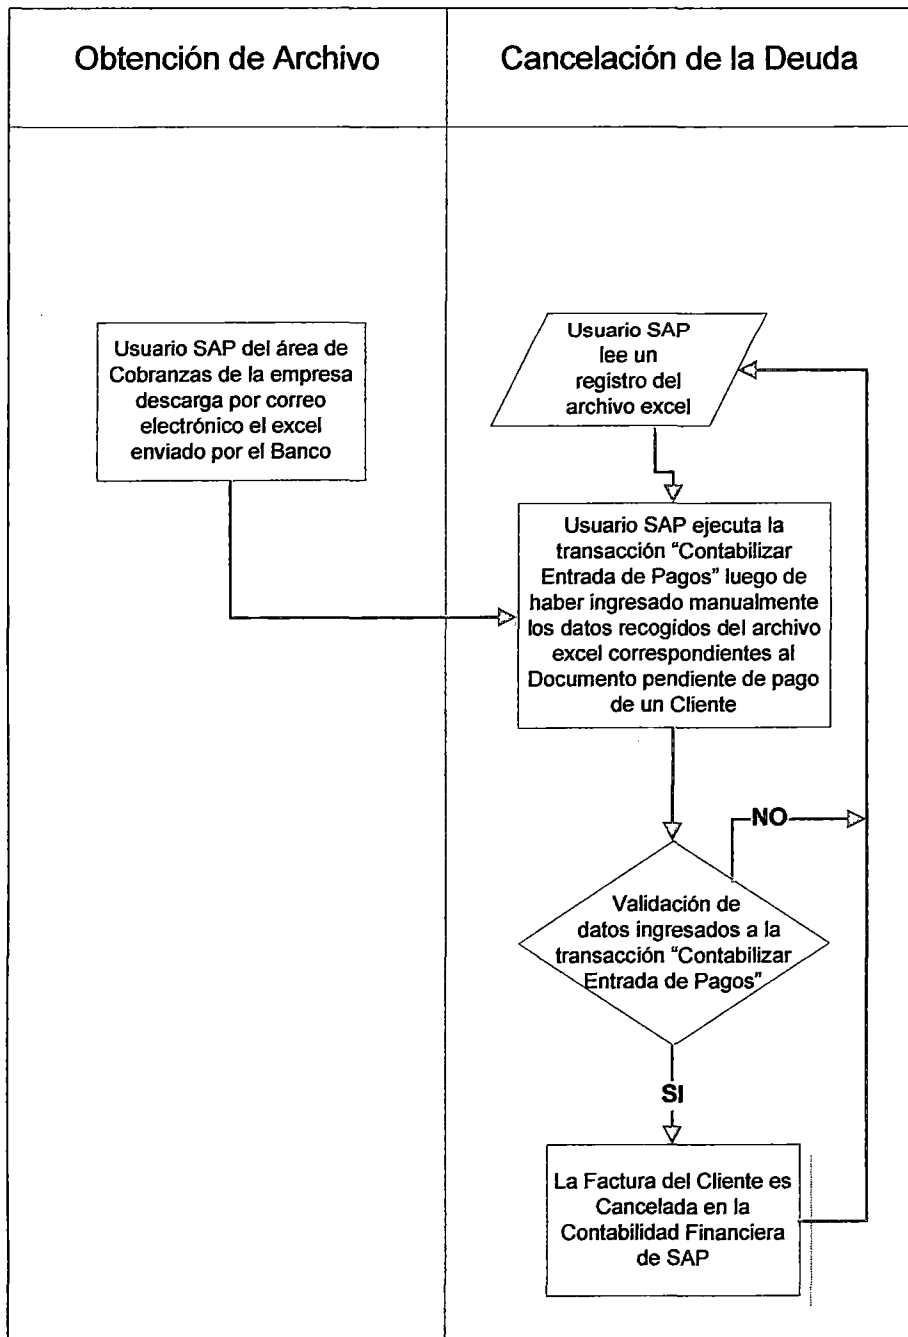 Obtención de Archivo
Cancelación de la Deuda
Usuario SAP del área de
Cobranzas de la empresa
descarga por correo
electrónico el excel
enviado por el Banco
Usuario SAP
lee un
registro del
archivo excel
Usuario SAP ejecuta la
transacción “Contabilizar
Entrada de Pagos” luego de
haber ingresado manualmente
los datos recogidos del archivo
excel correspondientes al
Documento pendiente de pago
de un Cliente
NO
Validación de
datos ingresados a la
transacción “Contabilizar
Entrada de Pagos”
SI
La Factura del Cliente es
Cancelada en la
Contabilidad Financiera
de SAP